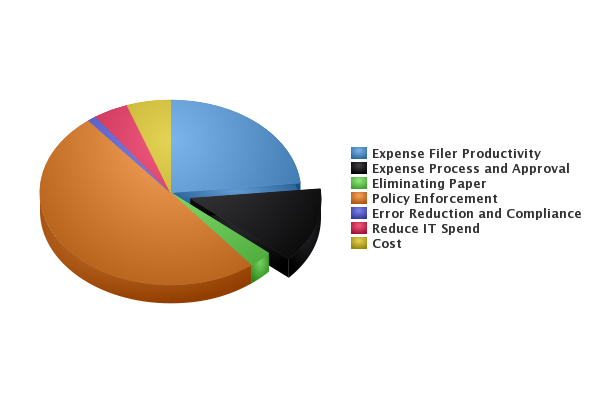 Expense Filer Productivity
Expense Process and Approval
Eliminating Paper
Policy Enforcement
Error Reduction and Compliance
Reduce IT Spend
Cost